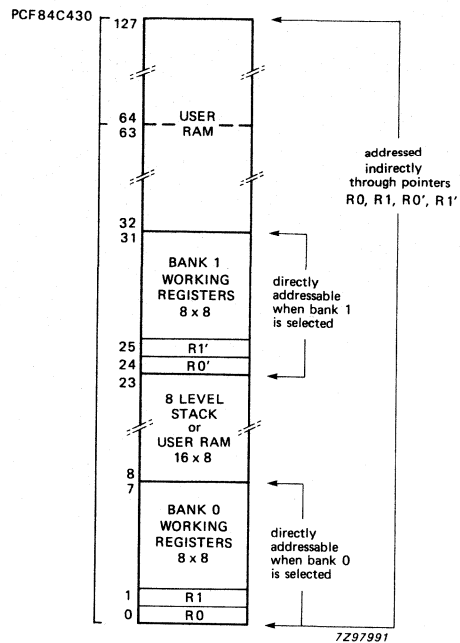 PCF84C430
127
64
63
USER
RAM
addressed
indirectly
through pointers
R0, R1, R0', R1'
32
31
BANK 1
WORKING
REGISTERS
8 x 8
directly
addressable
when bank 1
is selected
25
R1'
24
R0'
23
8 LEVEL
STACK
or
USER RAM
16 x 8
8
7
BANK 0
WORKING
REGISTERS
8 x 8
directly
addressable
when bank 0
is selected
1
R1
0
R0
7Z97991